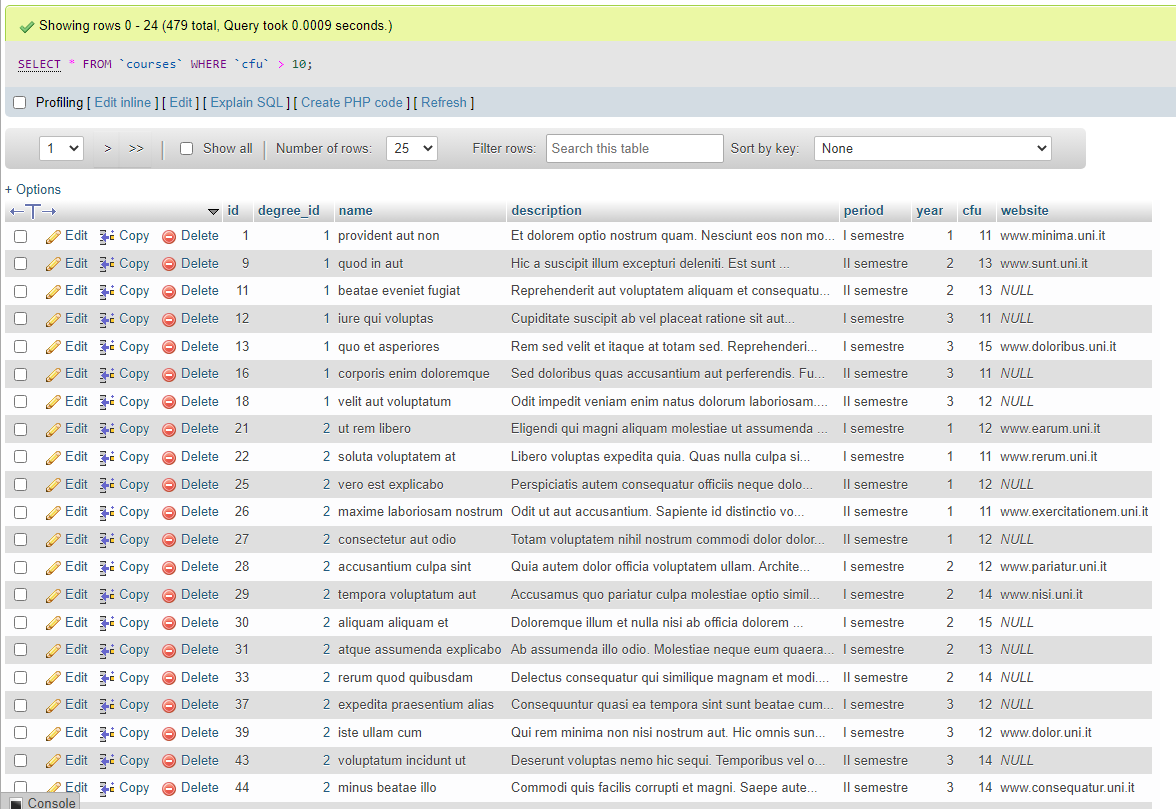 Showing rows 0 - 24 (479 total, Query took 0.0009 seconds.)
SELECT * FROM `courses` WHERE `cfu` > 10;
Profiling [ Edit inline ] [ Edit ] [ Explain SQL ] [ Create PHP code ] [ Refresh ]
1 > >> | Show all | Number of rows: 25 Filter rows: Search this table Sort by key: None
+ Options
←T→ id degree_id name description period year cfu website
Edit Copy Delete 1 1 provident aut non Et dolorem optio nostrum quam. Nesciunt eos non mo... I semestre 1 11 www.minima.uni.it
Edit Copy Delete 9 1 quod in aut Hic a suscipit illum excepturi deleniti. Est sunt ... II semestre 2 13 www.sunt.uni.it
Edit Copy Delete 11 1 beatae eveniet fugiat Reprehenderit aut voluptatem aliquam et consequatu... II semestre 2 13 NULL
Edit Copy Delete 12 1 iure qui voluptas Cupiditate suscipit ab vel placeat ratione sit aut... I semestre 3 11 NULL
Edit Copy Delete 13 1 quo et asperiores Rem sed velit et itaque at totam sed. Reprehenderi... I semestre 3 15 www.doloribus.uni.it
Edit Copy Delete 16 1 corporis enim doloremque Sed doloribus quas accusantium aut perferendis. Fu... II semestre 3 11 NULL
Edit Copy Delete 18 1 velit aut voluptatum Odit impedit veniam enim natus dolorum laboriosam.... II semestre 3 12 NULL
Edit Copy Delete 21 2 ut rem libero Eligendi qui magni aliquam molestiae ut assumenda ... I semestre 1 12 www.earum.uni.it
Edit Copy Delete 22 2 soluta voluptatem at Libero voluptas expedita quia. Quas nulla culpa si... I semestre 1 11 www.rerum.uni.it
Edit Copy Delete 25 2 vero est explicabo Perspiciatis autem consequatur officiis neque dolo... II semestre 1 12 NULL
Edit Copy Delete 26 2 maxime laboriosam nostrum Odit ut aut accusantium. Sapiente id distinctio vo... II semestre 1 11 www.exercitationem.uni.it
Edit Copy Delete 27 2 consectetur aut odio Totam voluptatem nihil nostrum commodi dolor dolor... II semestre 1 12 NULL
Edit Copy Delete 28 2 accusantium culpa sint Quia autem dolor officia voluptatem ullam. Archite... I semestre 2 12 www.pariatur.uni.it
Edit Copy Delete 29 2 tempora voluptatum aut Accusamus quo pariatur culpa molestiae optio simil... I semestre 2 14 www.nisi.uni.it
Edit Copy Delete 30 2 aliquam aliquam et Doloremque illum et nulla nisi ab officia dolorem ... I semestre 2 15 NULL
Edit Copy Delete 31 2 atque assumenda explicabo Ab assumenda illo odio. Molestiae neque eum quaera... I semestre 2 13 NULL
Edit Copy Delete 33 2 rerum quod quibusdam Delectus consequatur qui similique magnam et modi.... II semestre 2 14 NULL
Edit Copy Delete 37 2 expedita praesentium alias Consequuntur quasi ea tempora sint sunt beatae cum... I semestre 3 12 NULL
Edit Copy Delete 39 2 iste ullam cum Qui rem minima non nisi nostrum aut. Hic omnis sun... I semestre 3 12 www.dolor.uni.it
Edit Copy Delete 43 2 voluptatum incidunt ut Deserunt voluptas nemo hic sequi. Temporibus vel o... II semestre 3 14 NULL
Edit Copy Delete 44 2 minus beatae illo Commodi quis facilis corrupti et magni. Saepe aute... II semestre 3 14 www.consequatur.uni.it
Console